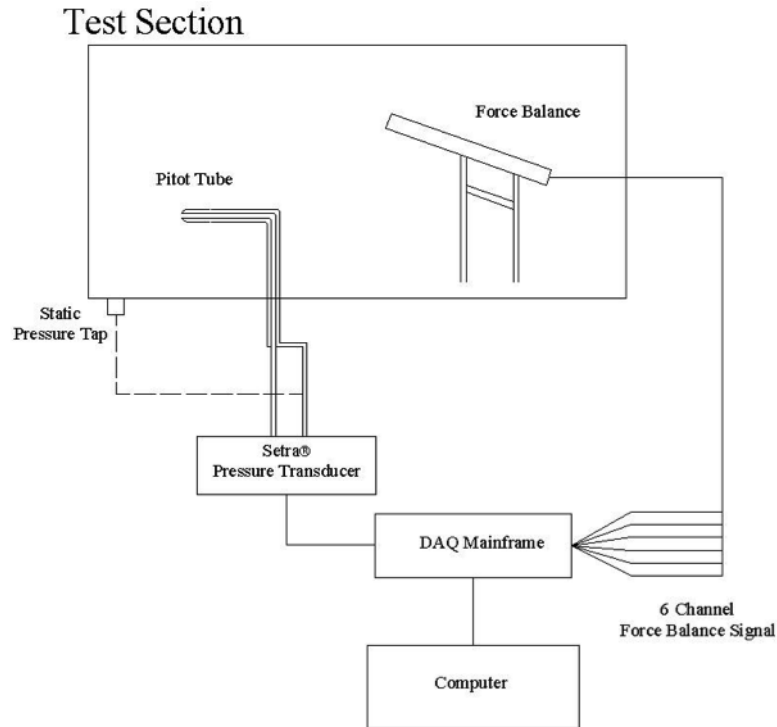 Test Section
Force Balance
Pitot Tube
Static
Pressure Tap
Setra®
Pressure Transducer
DAQ Mainframe
6 Channel
Force Balance Signal
Computer